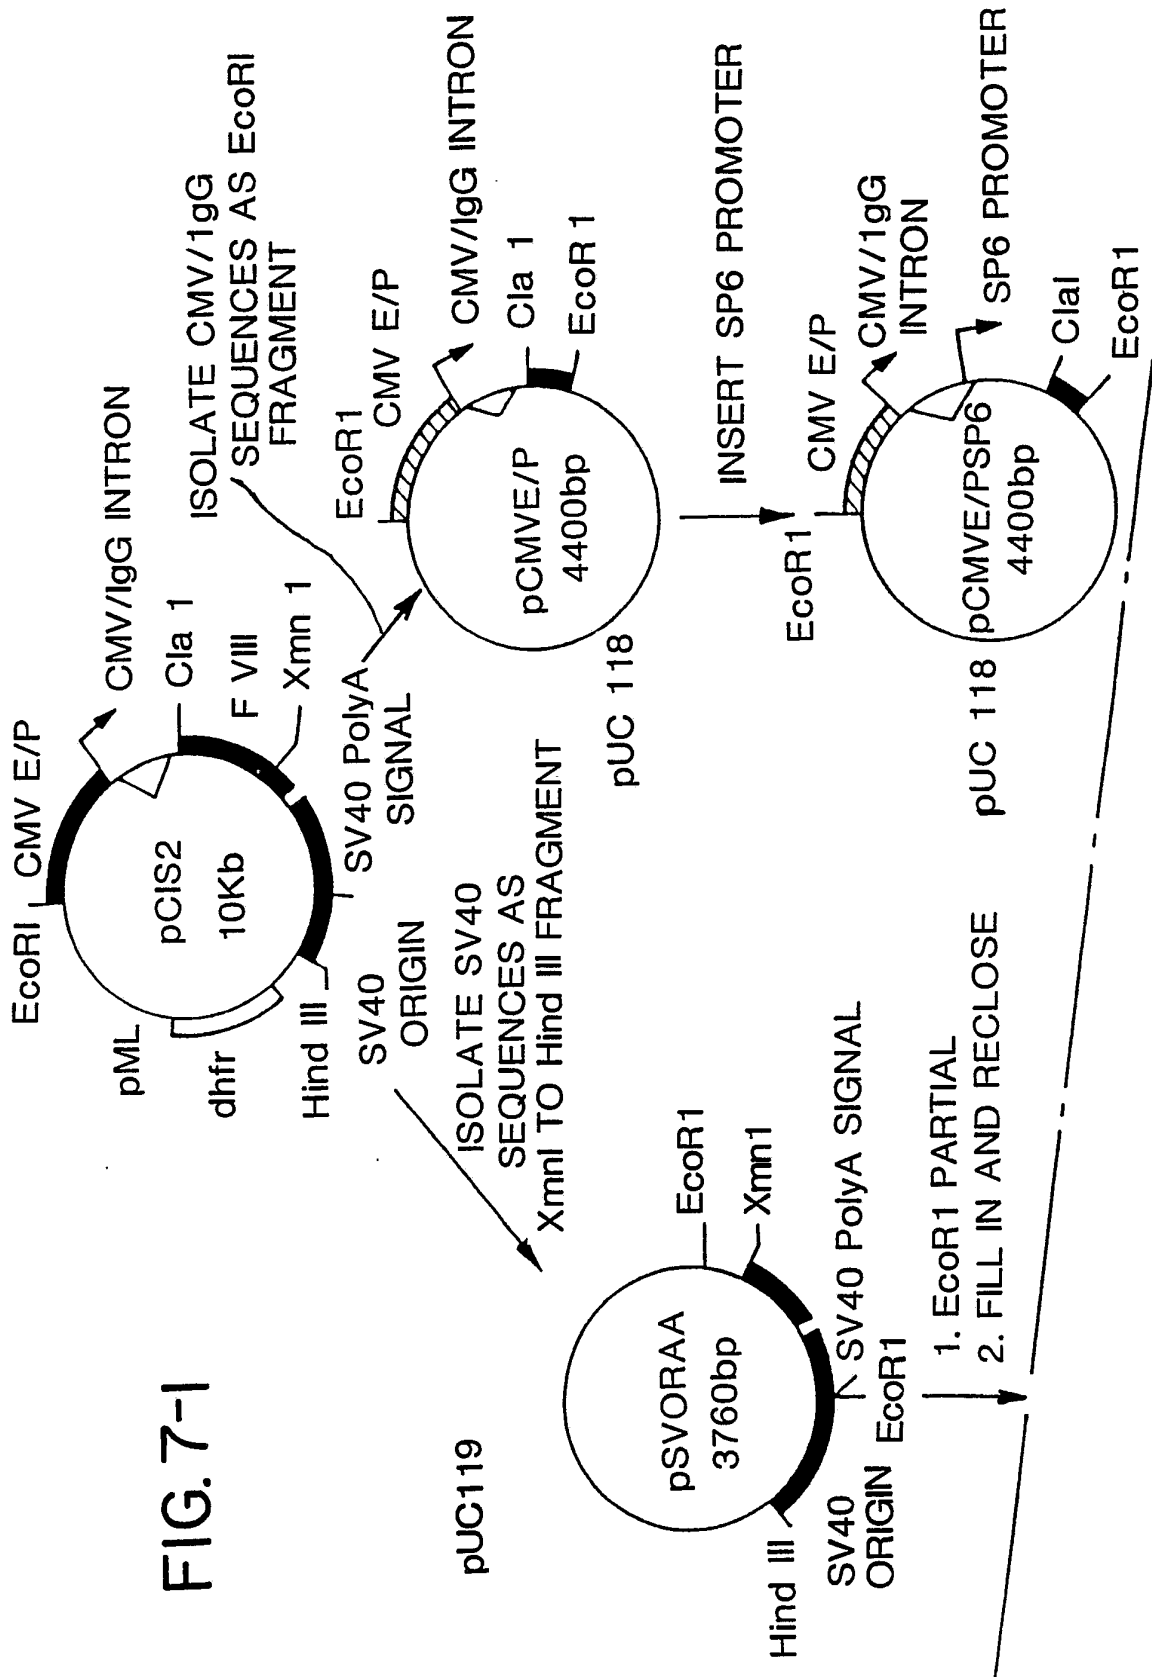 FIG. 7-1
EcoRI
CMV E/P
CMV/IgG INTRON
Cla 1
F VIII
Xmn 1
SV40 PolyA
SIGNAL
SV40
ORIGIN
Hind III
dhfr
pML
pCIS2
10Kb
ISOLATE CMV/1gG
SEQUENCES AS EcoRI
FRAGMENT
ISOLATE SV40
SEQUENCES AS
XmnI TO Hind III FRAGMENT
EcoR1
CMV E/P
CMV/IgG INTRON
Cla 1
EcoR 1
pCMVE/P
4400bp
pUC 118
INSERT SP6 PROMOTER
EcoR1
CMV E/P
CMV/1gG
INTRON
SP6 PROMOTER
ClaI
EcoR1
pCMVE/PSP6
4400bp
pUC 118
pUC119
EcoR1
Xmn1
SV40 PolyA SIGNAL
EcoR1
SV40
ORIGIN
Hind III
pSVORAA
3760bp
1. EcoR1 PARTIAL
2. FILL IN AND RECLOSE